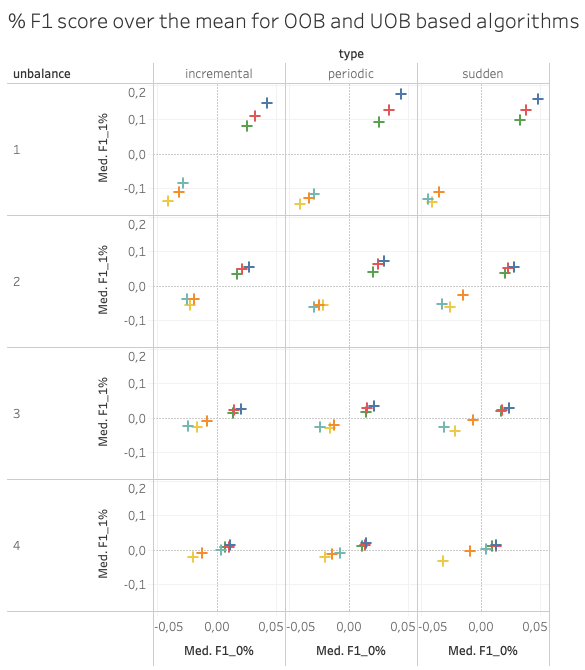 % F1 score over the mean for OOB and UOB based algorithms
type
unbalance incremental periodic sudden
1 Med. F1_1% 0,2 0,1 0,0 -0,1
2 Med. F1_1% 0,2 0,1 0,0 -0,1
3 Med. F1_1% 0,2 0,1 0,0 -0,1
4 Med. F1_1% 0,2 0,1 0,0 -0,1
-0,05 0,00 0,05 -0,05 0,00 0,05 -0,05 0,00 0,05
Med. F1_0% Med. F1_0% Med. F1_0%